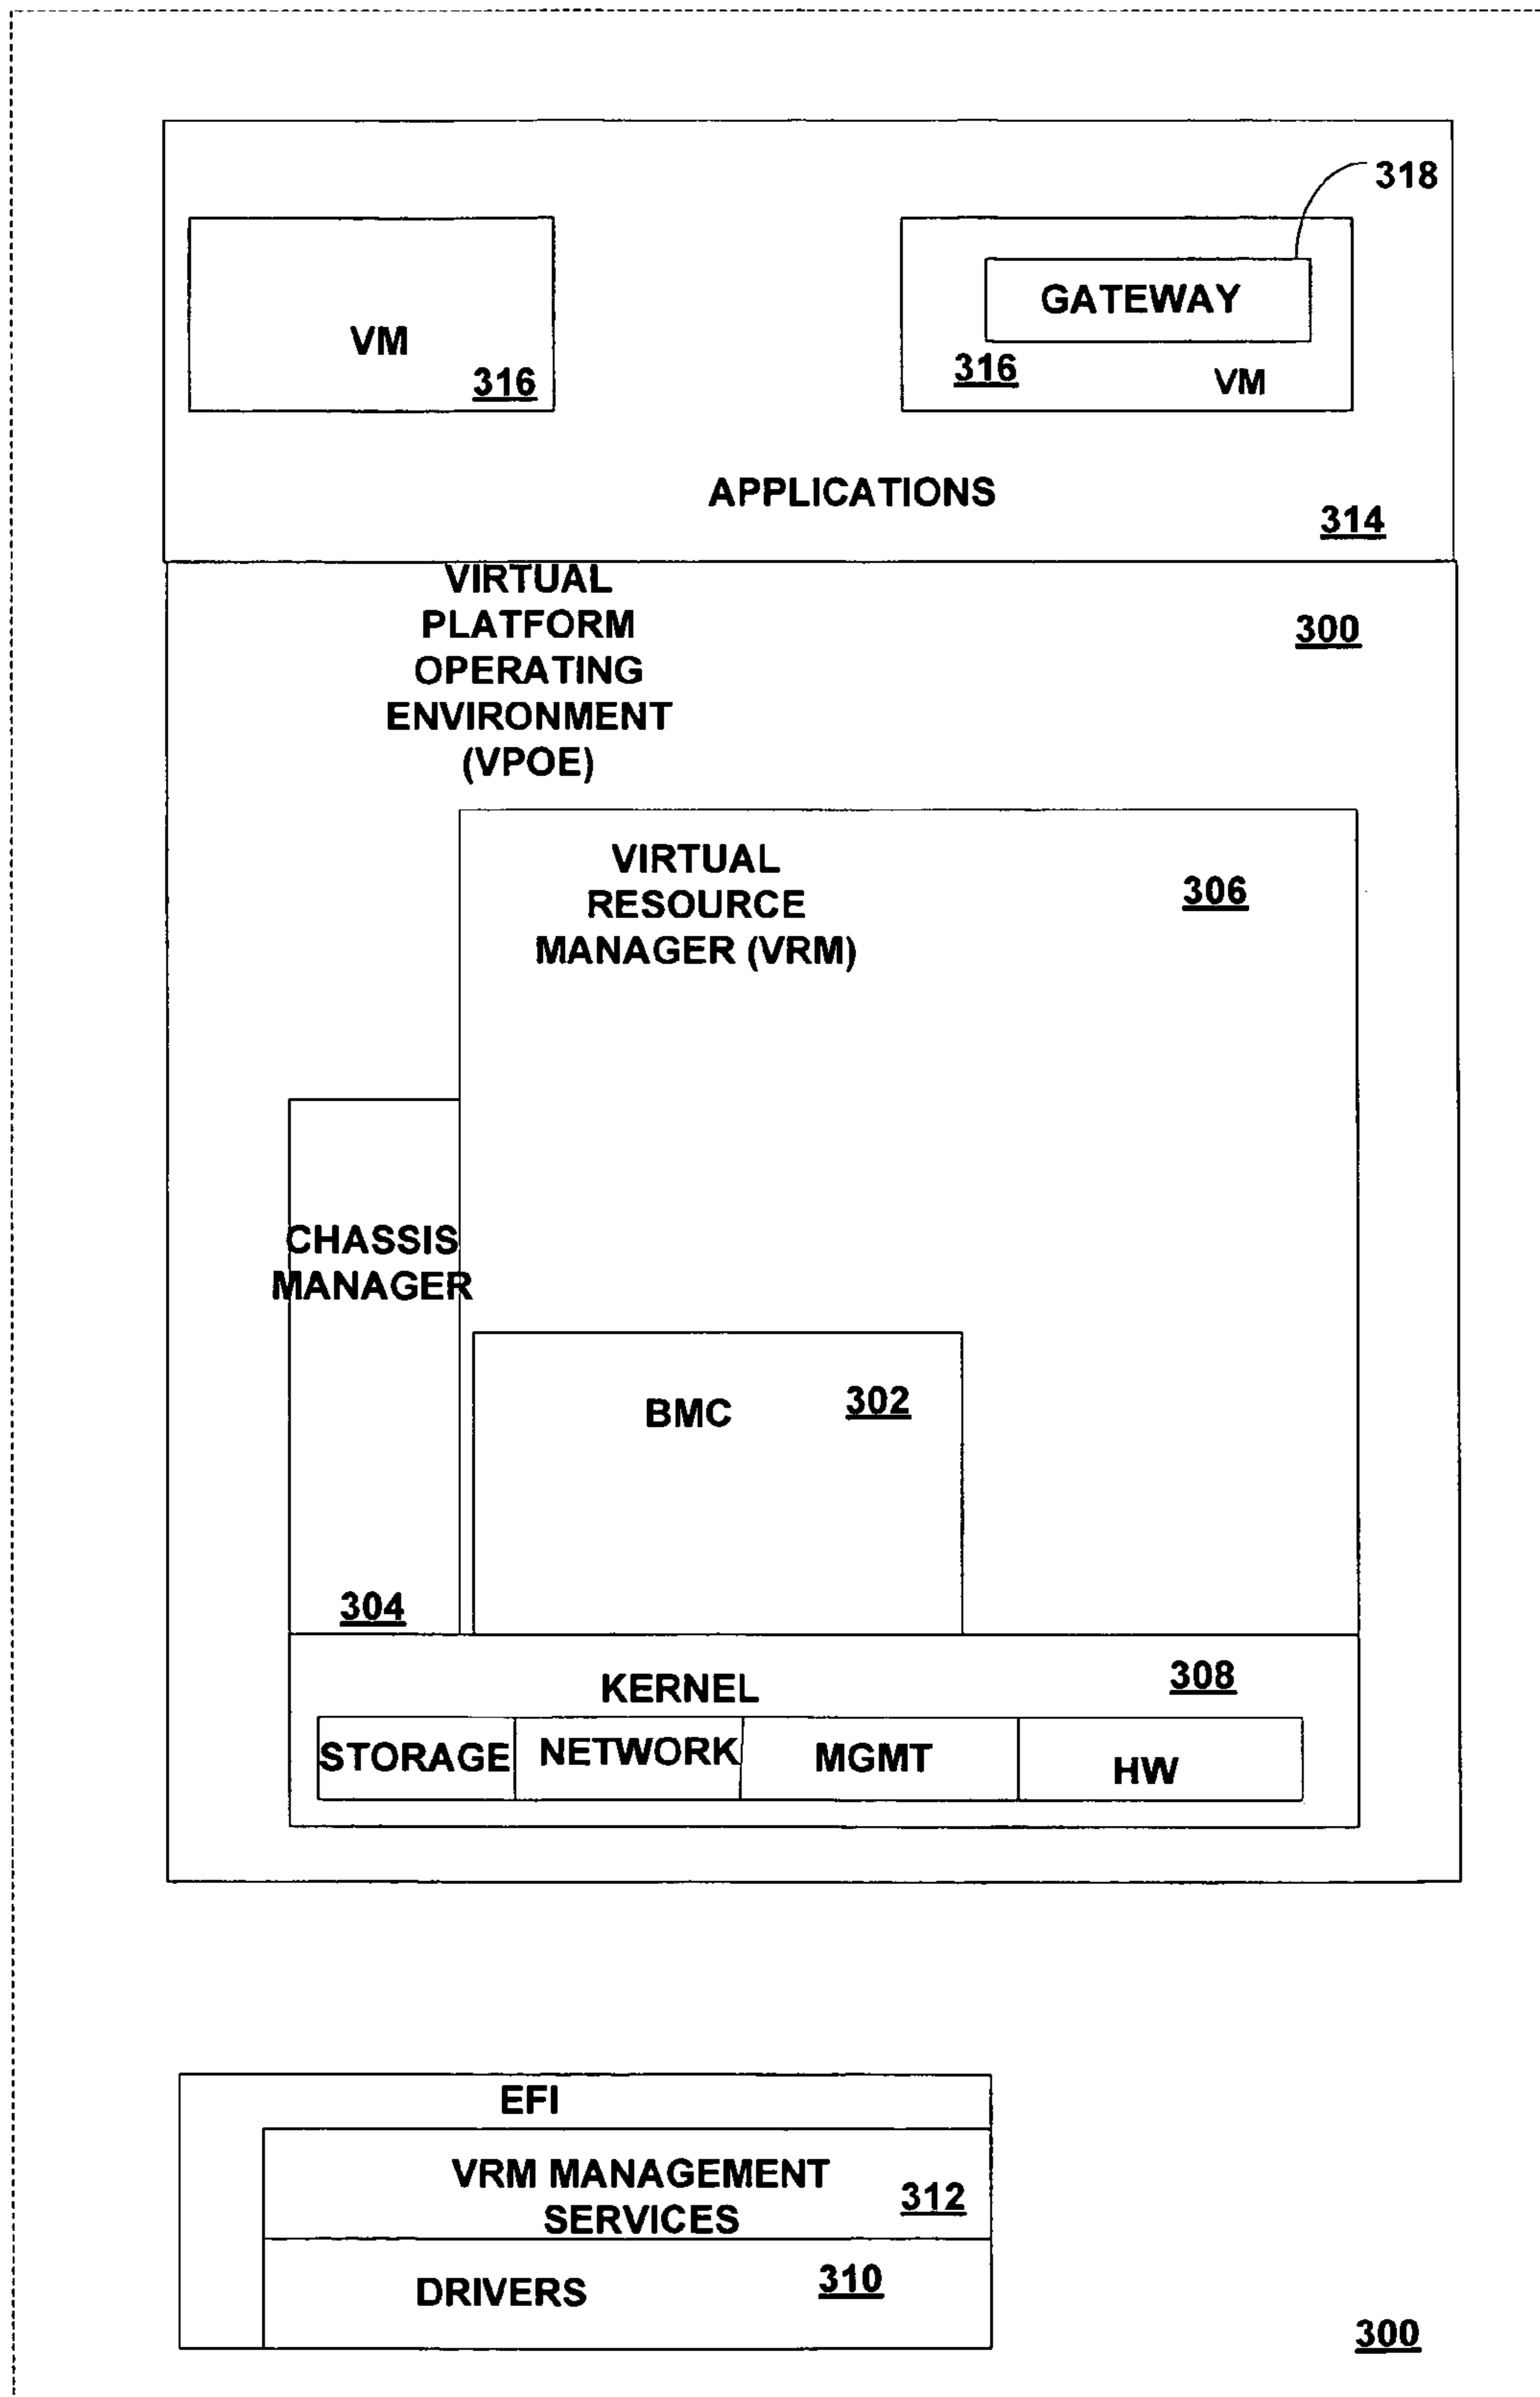 318
GATEWAY
VM
316
316
VM
APPLICATIONS
314
VIRTUAL
PLATFORM
OPERATING
ENVIRONMENT
(VPOE)
300
VIRTUAL
RESOURCE
MANAGER (VRM)
306
CHASSIS
MANAGER
BMC
302
304
KERNEL
308
STORAGE
NETWORK
MGMT
HW
EFI
VRM MANAGEMENT
SERVICES
312
DRIVERS
310
300